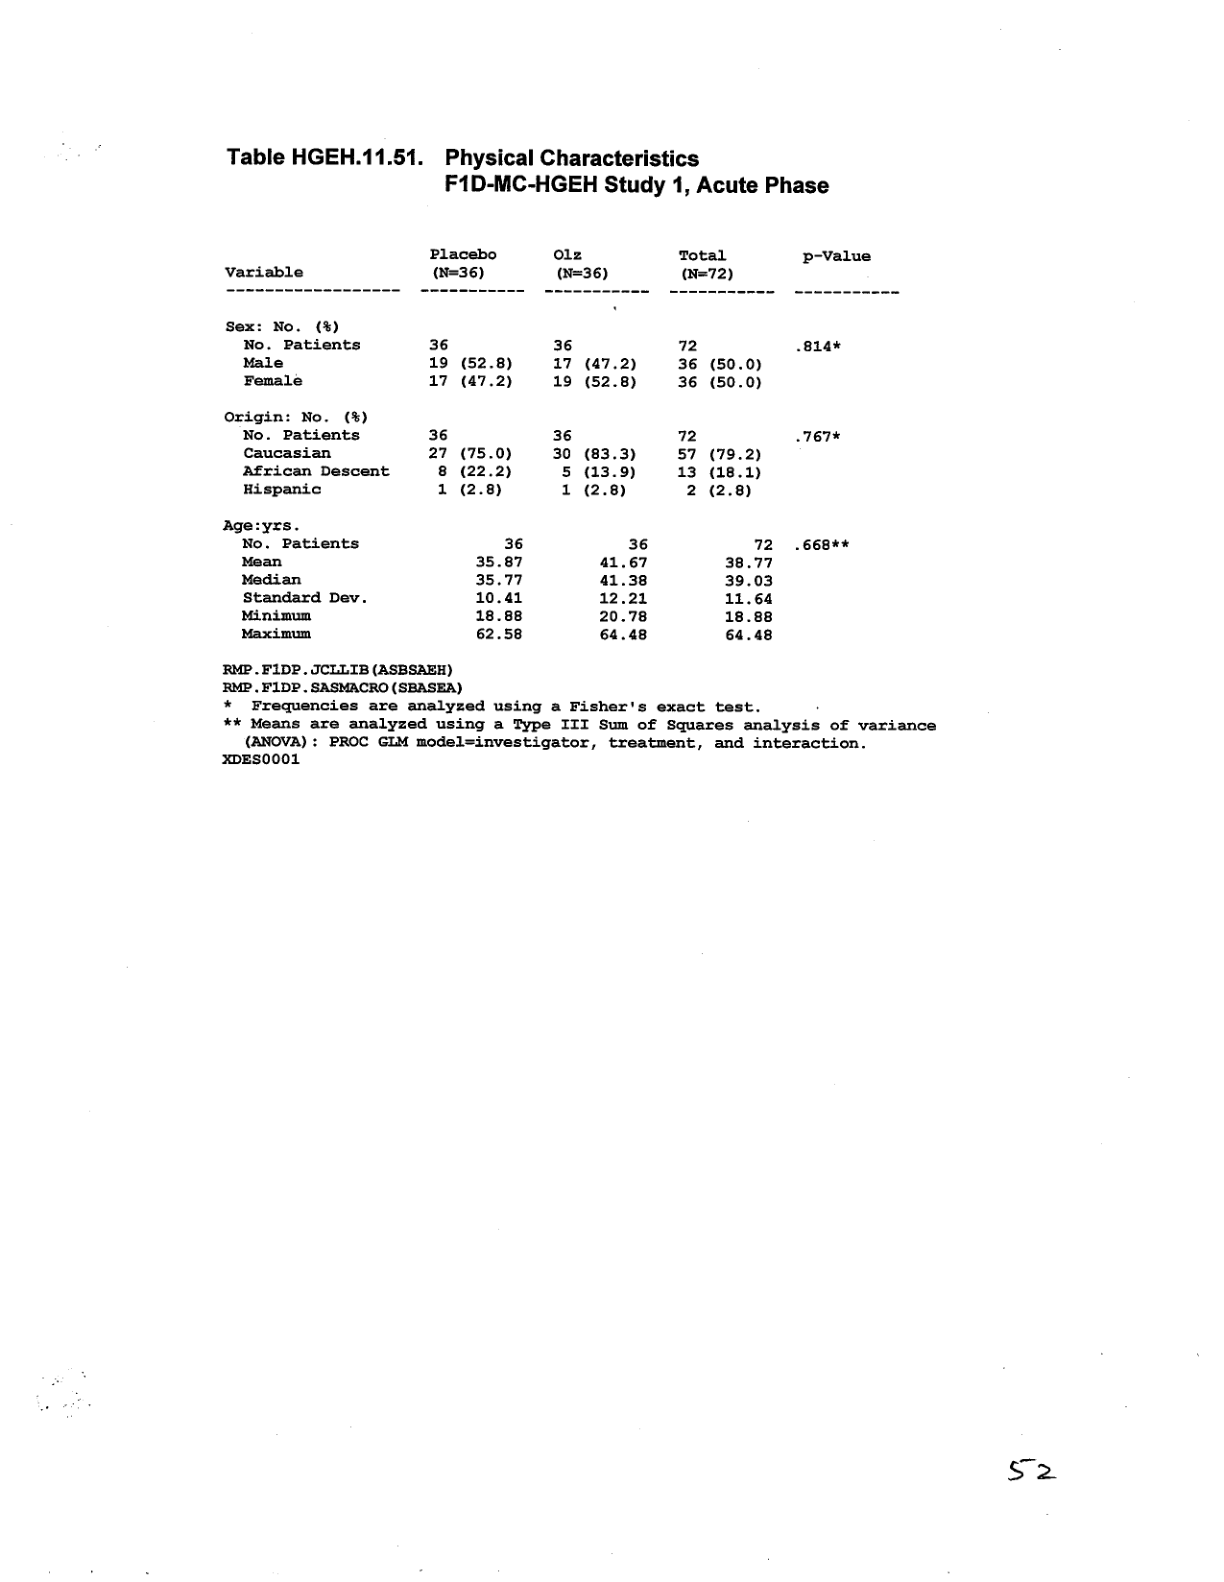 Table HGEH.11.51. Physical Characteristics
F1D-MC-HGEH Study 1, Acute Phase
Placebo Olz Total p-Value
Variable (N=36) (N=36) (N=72)
------------------ ----------- ----------- ----------- -----------
Sex: No. (%)
No. Patients 36 36 72 .814*
Male 19 (52.8) 17 (47.2) 36 (50.0)
Female 17 (47.2) 19 (52.8) 36 (50.0)
Origin: No. (%)
No. Patients 36 36 72 .767*
Caucasian 27 (75.0) 30 (83.3) 57 (79.2)
African Descent 8 (22.2) 5 (13.9) 13 (18.1)
Hispanic 1 (2.8) 1 (2.8) 2 (2.8)
Age:yrs.
No. Patients 36 36 72 .668**
Mean 35.87 41.67 38.77
Median 35.77 41.38 39.03
Standard Dev. 10.41 12.21 11.64
Minimum 18.88 20.78 18.88
Maximum 62.58 64.48 64.48
RMP.F1DP.JCLLIB(ASBSAEH)
RMP.F1DP.SASMACRO(SBASEA)
* Frequencies are analyzed using a Fisher's exact test.
** Means are analyzed using a Type III Sum of Squares analysis of variance
(ANOVA): PROC GLM model=investigator, treatment, and interaction.
XDES0001
52